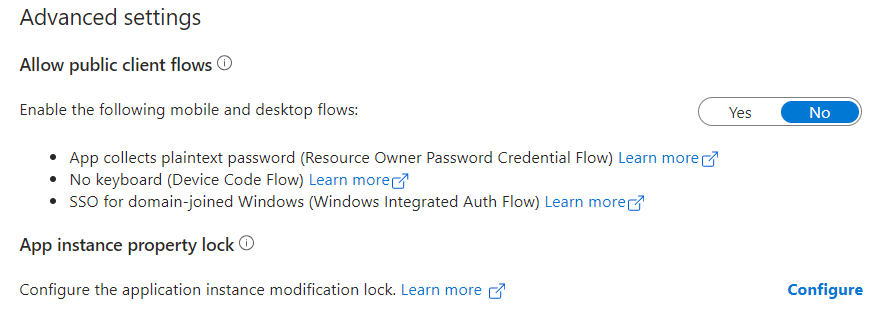 Advanced settings
Allow public client flows
Enable the following mobile and desktop flows:
Yes No
App collects plaintext password (Resource Owner Password Credential Flow) Learn more
No keyboard (Device Code Flow) Learn more
SSO for domain-joined Windows (Windows Integrated Auth Flow) Learn more
App instance property lock
Configure the application instance modification lock. Learn more
Configure